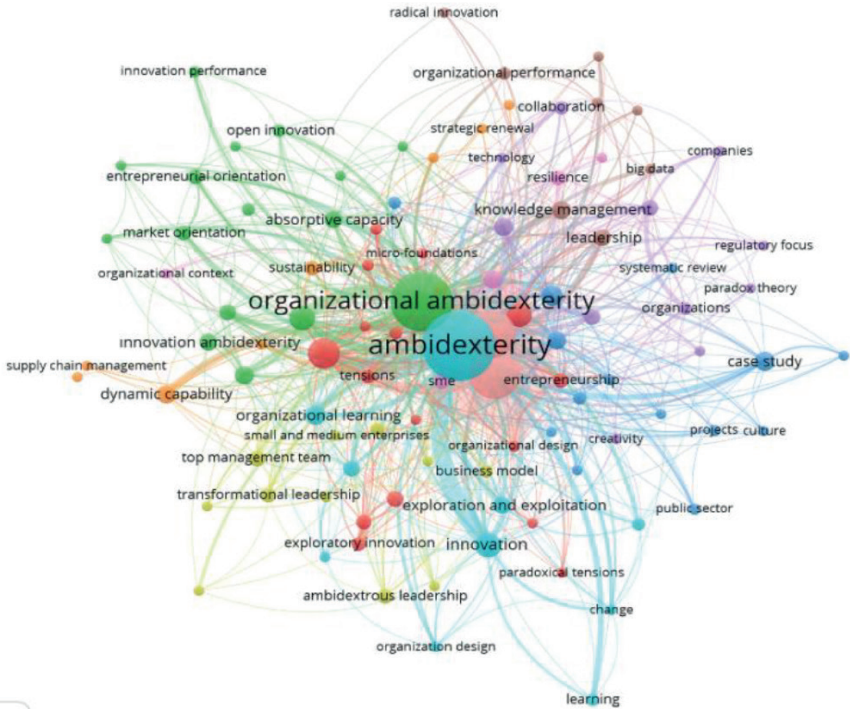 radical innovation
innovation performance
organizational performance
collaboration
open innovation
strategic renewal
technology
companies
big data
entrepreneurial orientation
resilience
knowledge management
absorptive capacity
market orientation
leadership
regulatory focus
micro-foundations
organizational context
sustainability
systematic review
paradox theory
organizational ambidexterity
organizations
innovation ambidexterity
ambidexterity
supply chain management
case study
tensions
sme
entrepreneurship
dynamic capability
organizational learning
small and medium enterprises
organizational design
creativity
projects
culture
top management team
business model
transformational leadership
exploration and exploitation
public sector
exploratory innovation
innovation
paradoxical tensions
ambidextrous leadership
change
organization design
learning